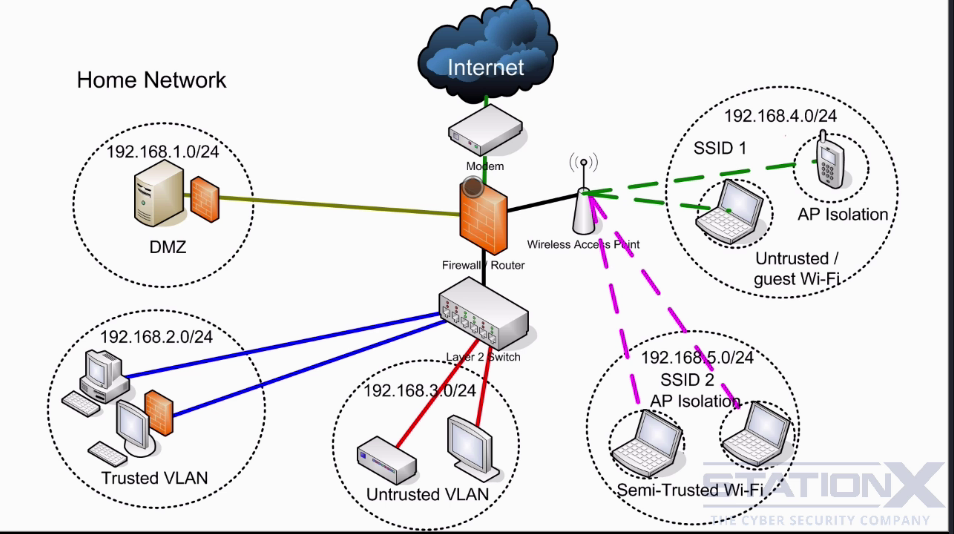 Internet
Home Network
Modem
192.168.1.0/24
DMZ
Firewall / Router
Wireless Access Point
192.168.4.0/24
SSID 1
AP Isolation
Untrusted /
guest Wi-Fi
Layer 2 Switch
192.168.2.0/24
Trusted VLAN
192.168.3.0/24
Untrusted VLAN
192.168.5.0/24
SSID 2
AP Isolation
Semi-Trusted Wi-Fi
STATIONX
THE CYBER SECURITY COMPANY